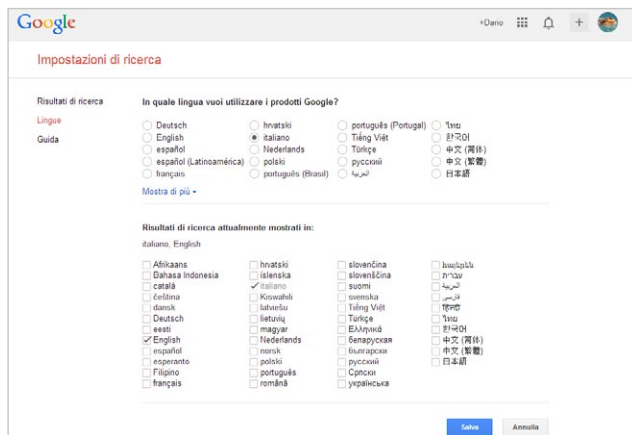 Google
+Dario
Impostazioni di ricerca
Risultati di ricerca
Lingue
Guida
In quale lingua vuoi utilizzare i prodotti Google?
Deutsch hrvatski português (Portugal) ไทย
English italiano Tiếng Việt 한국어
español Nederlands Türkçe 中文 (简体)
español (Latinoamérica) polski русский 中文 (繁體)
français português (Brasil) العربية 日本語
Mostra di più
Risultati di ricerca attualmente mostrati in:
italiano, English
Afrikaans hrvatski slovenčina հայերեն
Bahasa Indonesia íslenska slovenščina עברית
català italiano suomi العربية
čeština Kiswahili svenska فارسی
dansk latviešu Tiếng Việt हिन्दी
Deutsch lietuvių Türkçe ไทย
eesti magyar Ελληνικά 한국어
English Nederlands беларуская 中文 (简体)
español norsk български 中文 (繁體)
esperanto polski русский 日本語
Filipino português Српски
français română українська
Salva Annulla